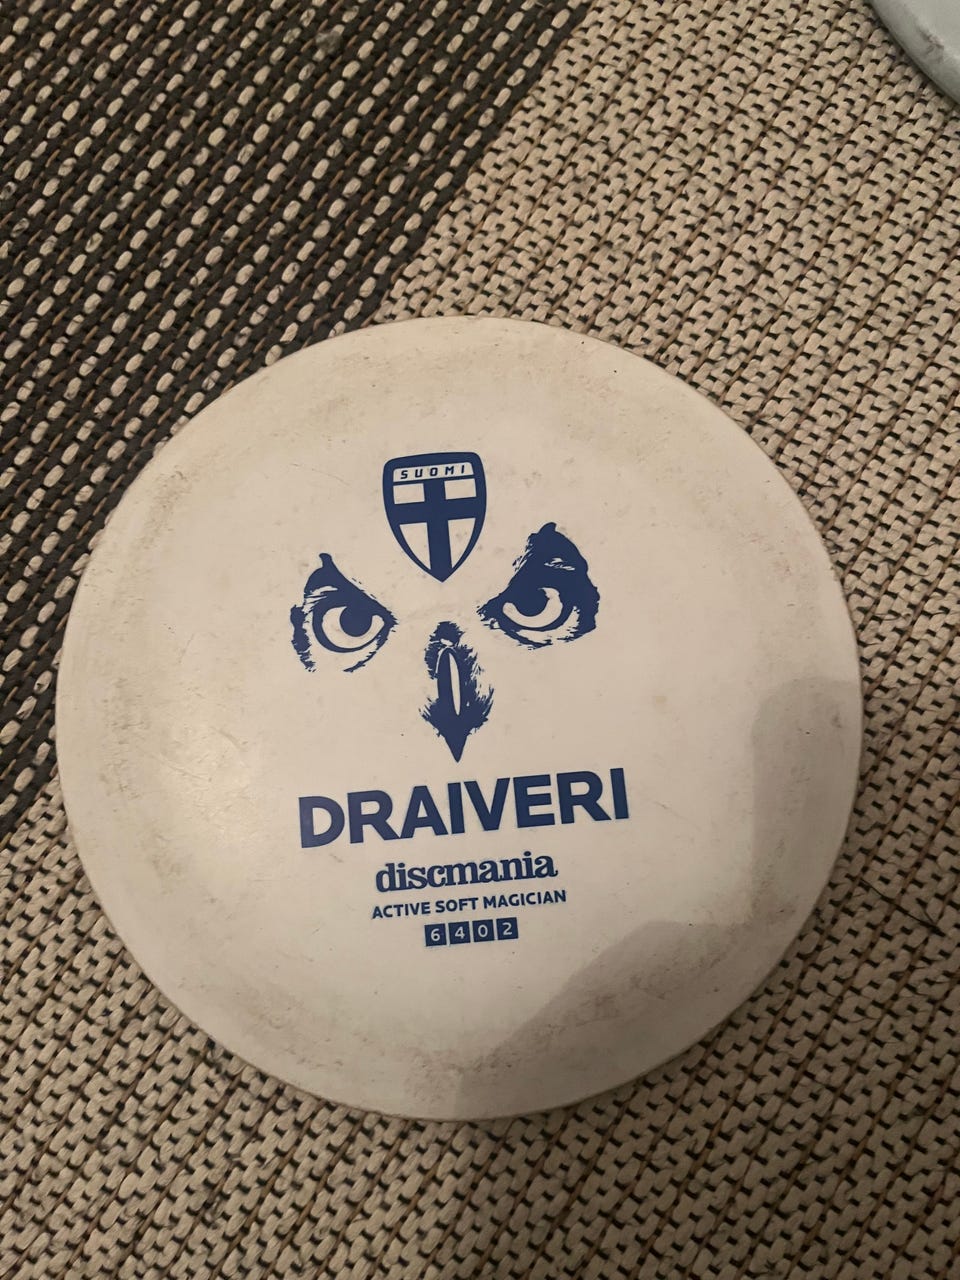 SUOMI
DRAIVERI
discmania
ACTIVE SOFT MAGICIAN
6 4 0 2